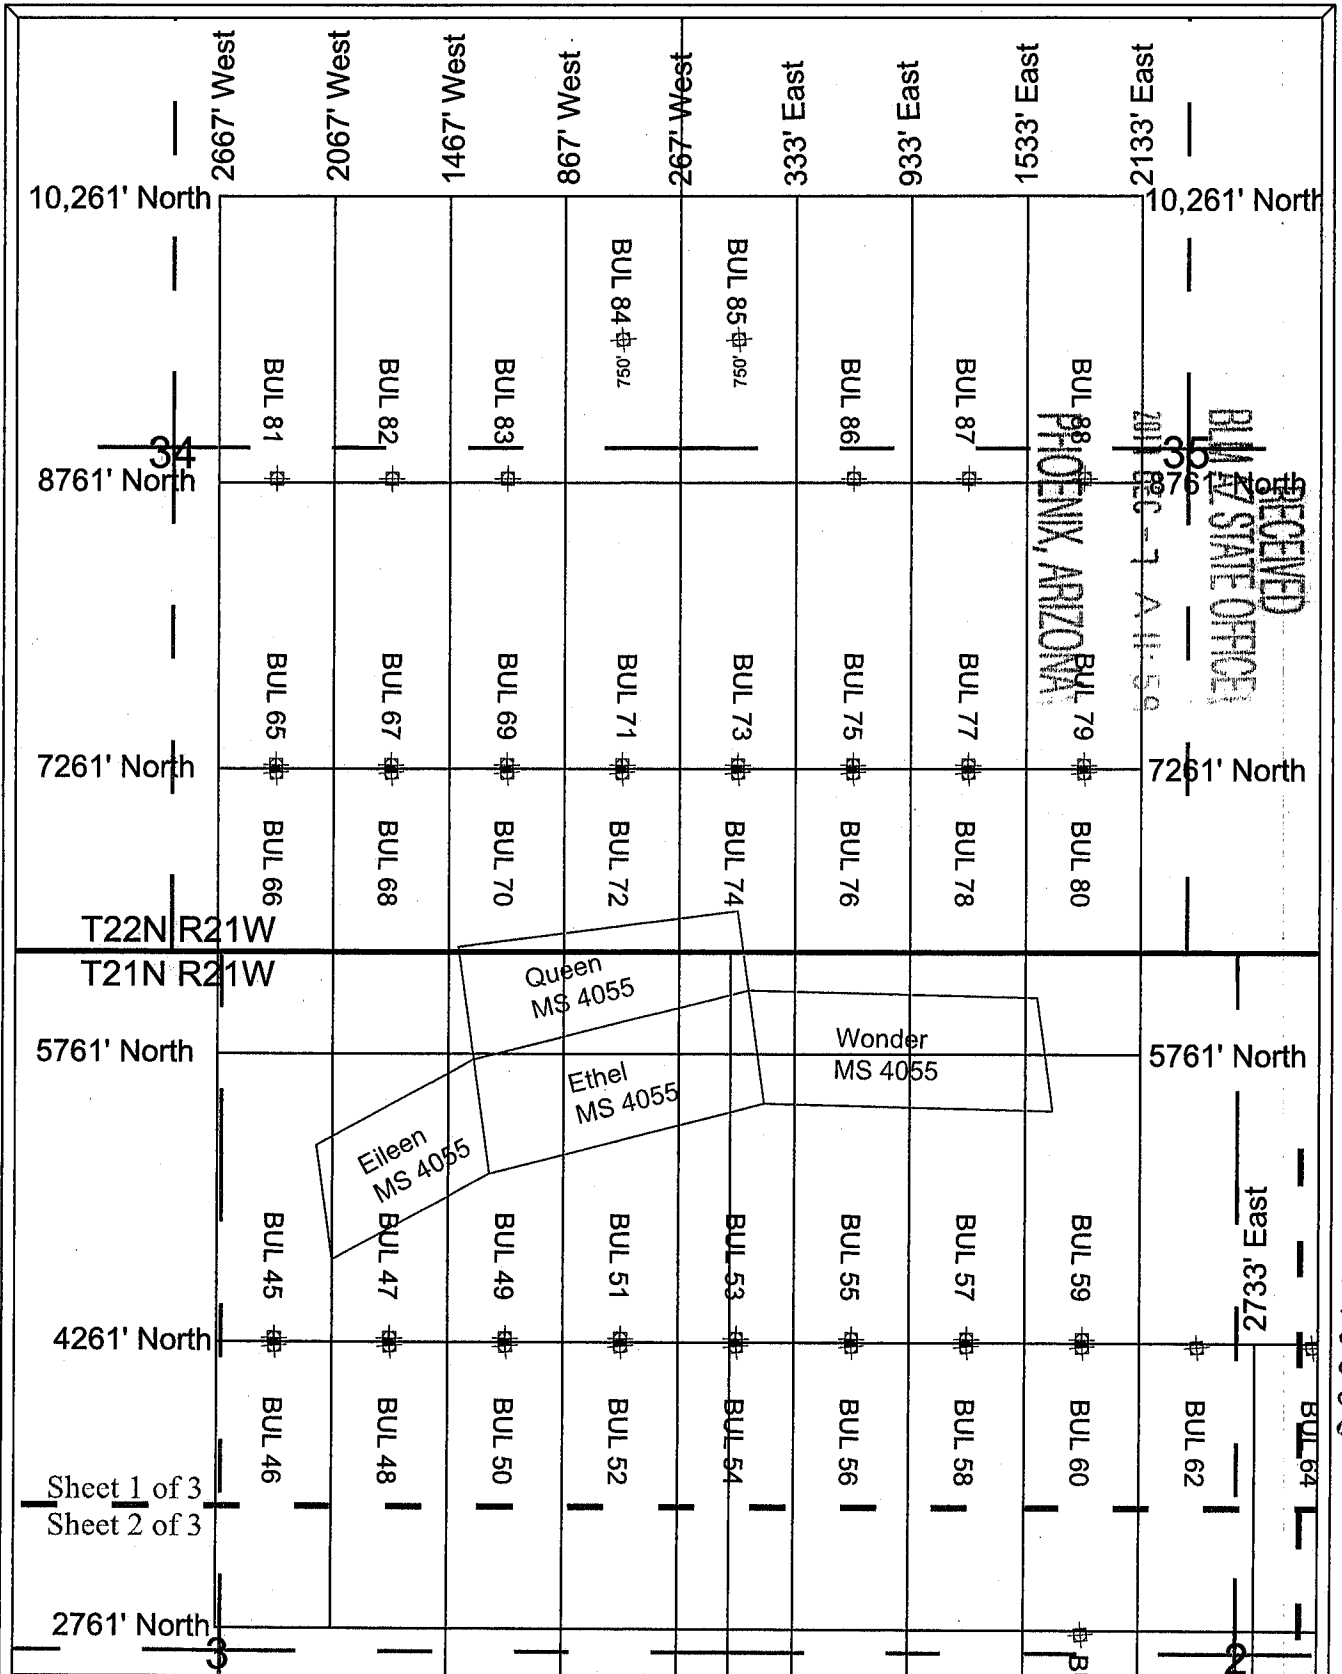 2667' West
2067' West
1467' West
867' West
267' West
333' East
933' East
1533' East
2133' East
10,261' North
10,261' North
BUL 84
750'
BUL 85
750'
BUL 81
BUL 82
BUL 83
BUL 86
BUL 87
BUL 88
34
35
8761' North
8761' North
RECEIVED
BLM AZ STATE OFFICE
DEC - 7 A 11:59
PHOENIX, ARIZONA
BUL 65
BUL 67
BUL 69
BUL 71
BUL 73
BUL 75
BUL 77
BUL 79
7261' North
7261' North
BUL 66
BUL 68
BUL 70
BUL 72
BUL 74
BUL 76
BUL 78
BUL 80
T22N R21W
T21N R21W
Queen
MS 4055
5761' North
Wonder
MS 4055
5761' North
Ethel
MS 4055
Eileen
MS 4055
BUL 45
BUL 47
BUL 49
BUL 51
BUL 53
BUL 55
BUL 57
BUL 59
2733' East
4261' North
BUL 46
BUL 48
BUL 50
BUL 52
BUL 54
BUL 56
BUL 58
BUL 60
BUL 62
BUL 64
Sheet 1 of 3
Sheet 2 of 3
2761' North
3
2